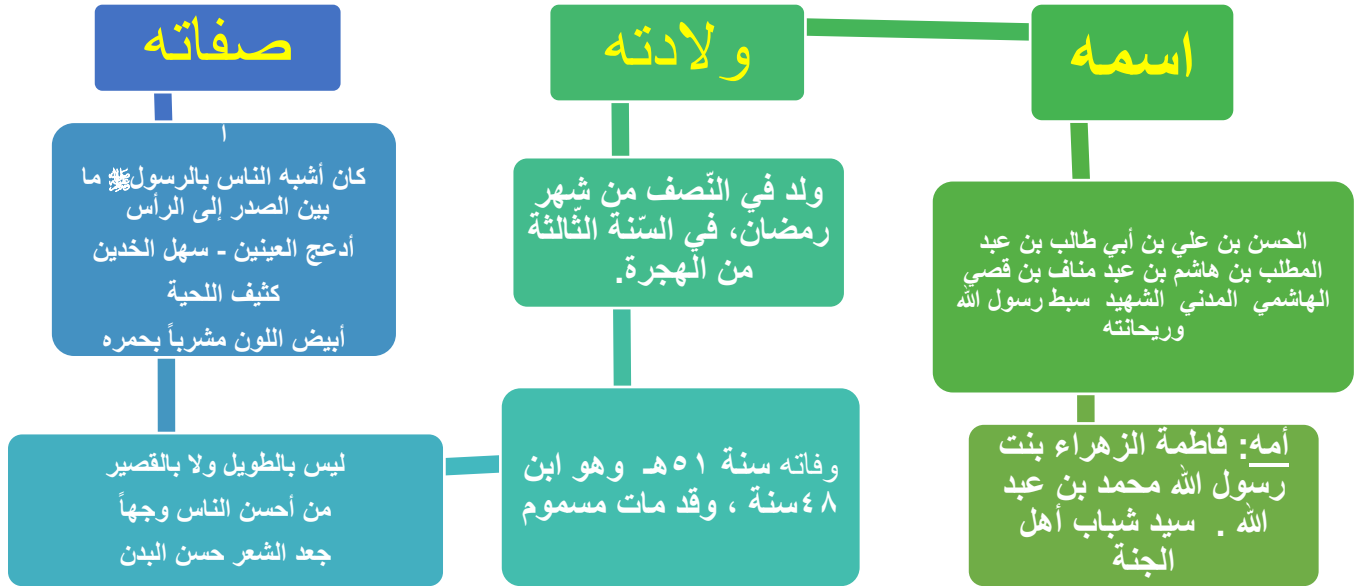 اسمه
الحسن بن علي بن أبي طالب بن عبد
المطلب بن هاشم بن عبد مناف بن قصي
الهاشمي المدني الشهيد سبط رسول الله
وريحانته
أمه: فاطمة الزهراء بنت
رسول الله محمد بن عبد
الله . سيد شباب أهل
الجنة
ولادته
ولد في النّصف من شهر
رمضان، في السّنة الثّالثة
من الهجرة.
وفاته سنة ٥١هـ وهو ابن
٤٨سنة ، وقد مات مسموم
صفاته
أ
كان أشبه الناس بالرسول ﷺ ما
بين الصدر إلى الرأس
أدعج العينين - سهل الخدين
كثيف اللحية
أبيض اللون مشرباً بحمره
ليس بالطويل ولا بالقصير
من أحسن الناس وجهاً
جعد الشعر حسن البدن